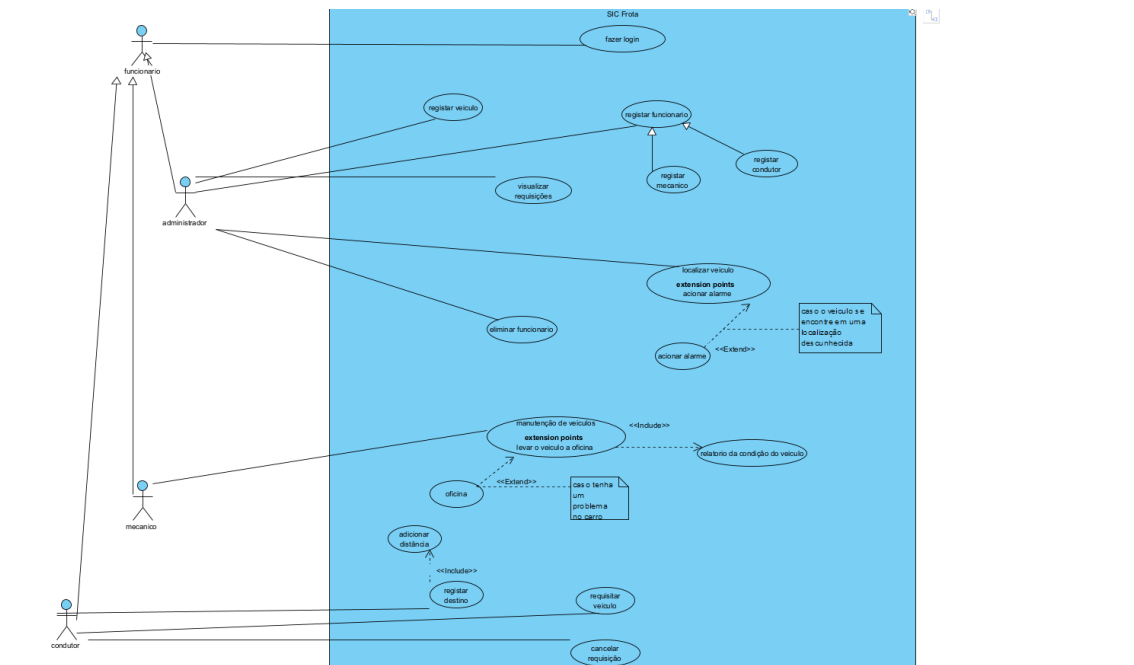 SIC Frota
fazer login
funcionario
registar veiculo
registar funcionario
registar
condutor
registar
mecanico
visualizar
requisições
administrador
localizar veiculo
extension points
acionar alarme
caso o veiculo se
encontre em uma
localização
descunhecida
eliminar funcionario
<<Extend>>
acionar alarme
manutenção de veiculos
extension points
levar o veiculo a oficina
<<Include>>
relatorio da condição do veiculo
<<Extend>>
oficina
caso tenha
um
problema
no carro
mecanico
adicionar
distância
<<Include>>
registar
destino
requisitar
veiculo
condutor
cancelar
requisição